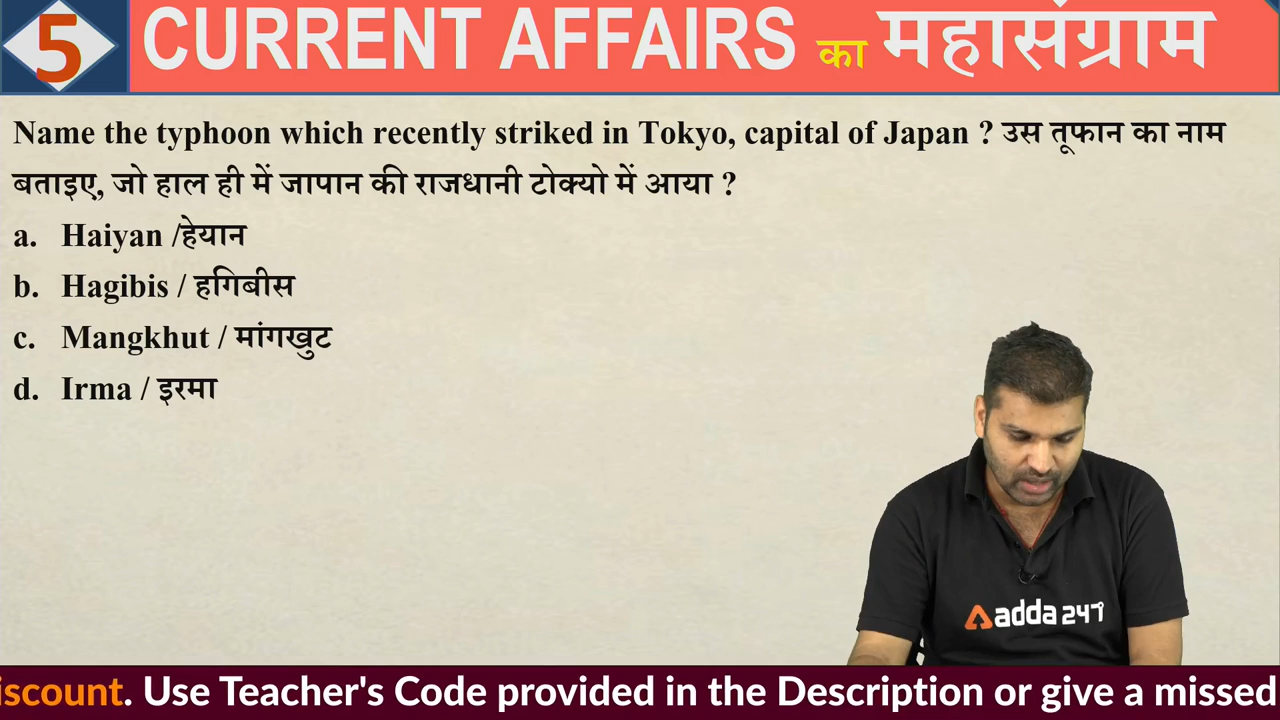 5 CURRENT AFFAIRS का महासंग्राम
Name the typhoon which recently striked in Tokyo, capital of Japan ? उस तूफान का नाम
बताइए, जो हाल ही में जापान की राजधानी टोक्यो में आया ?
a. Haiyan /हेयान
b. Hagibis / हगिबीस
c. Mangkhut / मांगखुट
d. Irma / इरमा
adda 247
iscount. Use Teacher's Code provided in the Description or give a missed